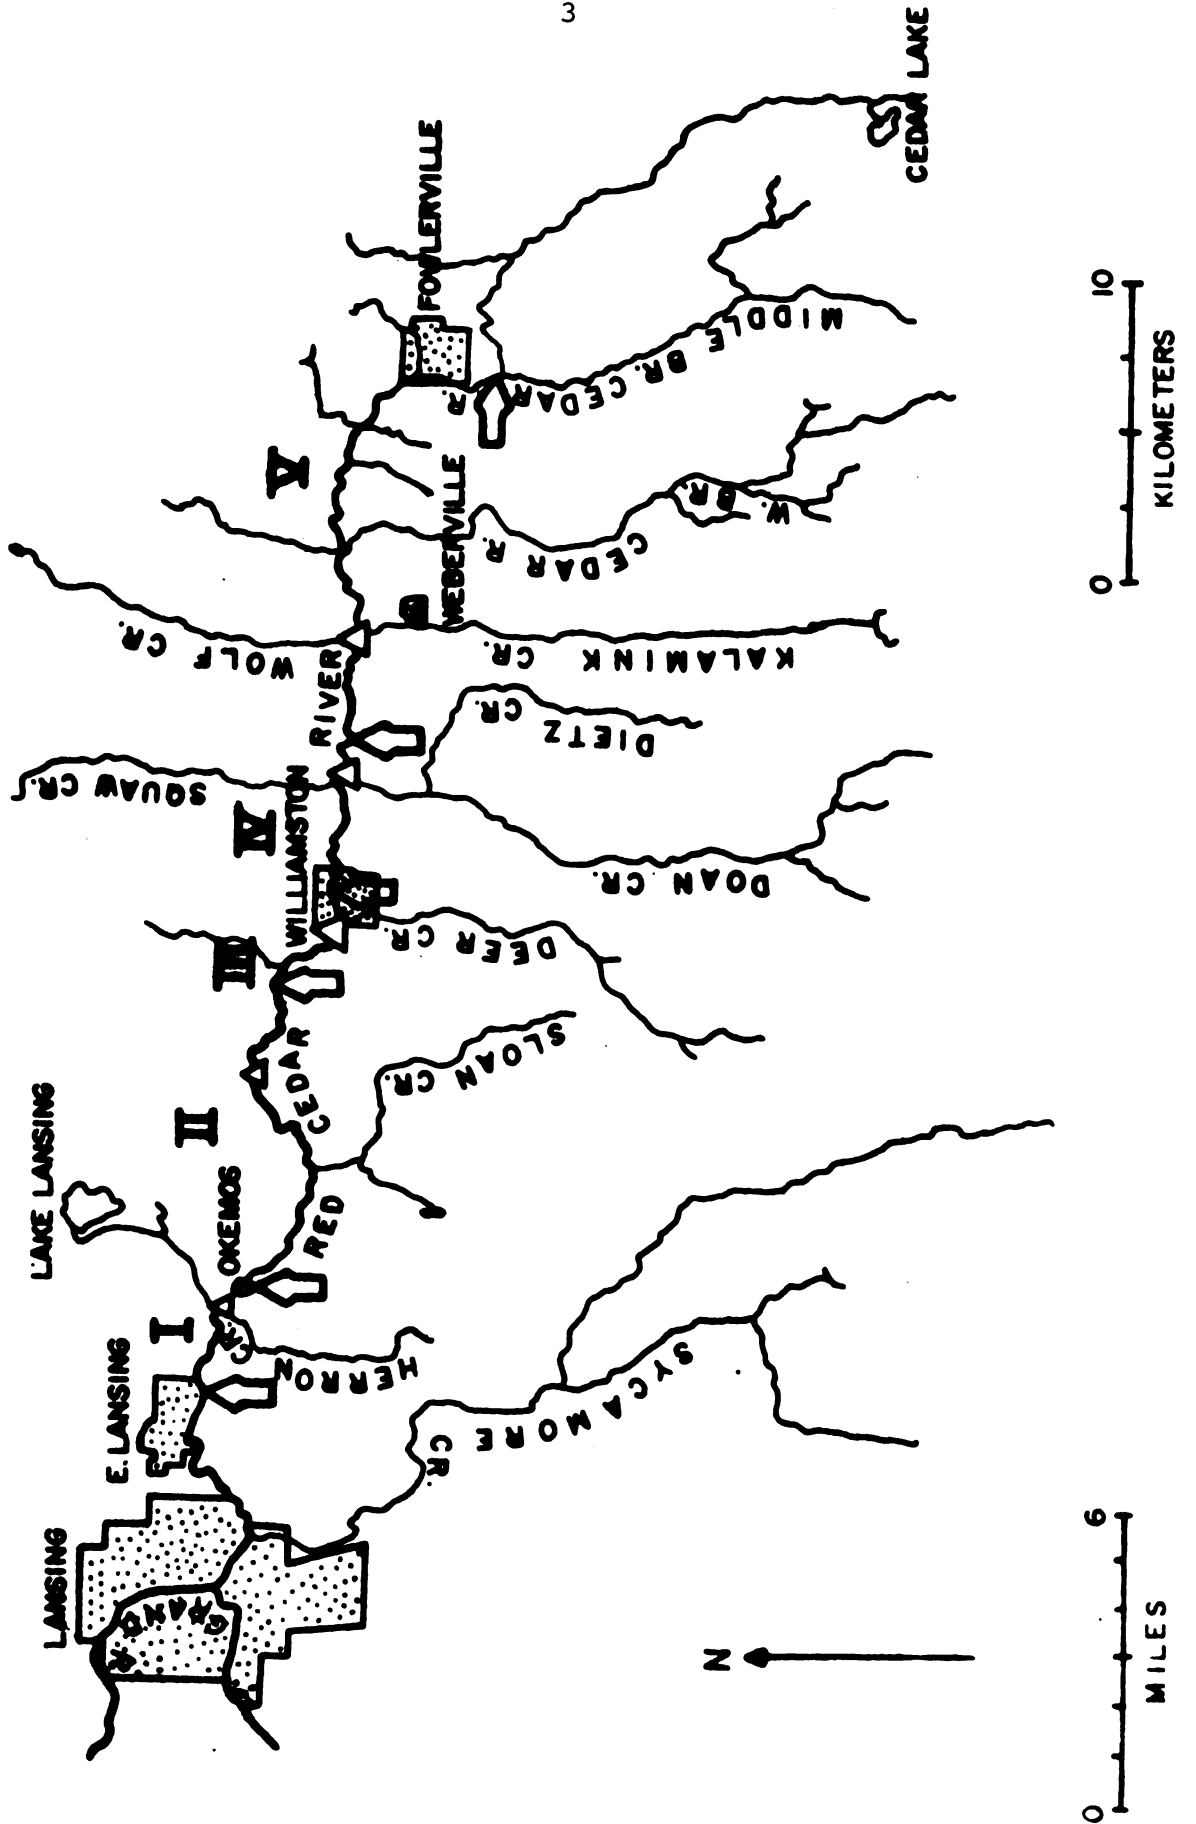 3
LANSING
GRAND
R.
E. LANSING
I
LAKE LANSING
OKEMOS
II
III
WILLIAMSTON
IV
V
FOWLERVILLE
WEBERVILLE
CEDAR LAKE
RED
CEDAR
RIVER
SQUAW CR.
WOLF CR.
HERRON
CR.
SYCAMORE
CR.
SLOAN CR.
DEER CR.
DOAN CR.
DIETZ CR.
KALAMINK CR.
CEDAR R.
W. BR.
CEDAR R.
MIDDLE BR.
N
0 6
MILES
0 10
KILOMETERS